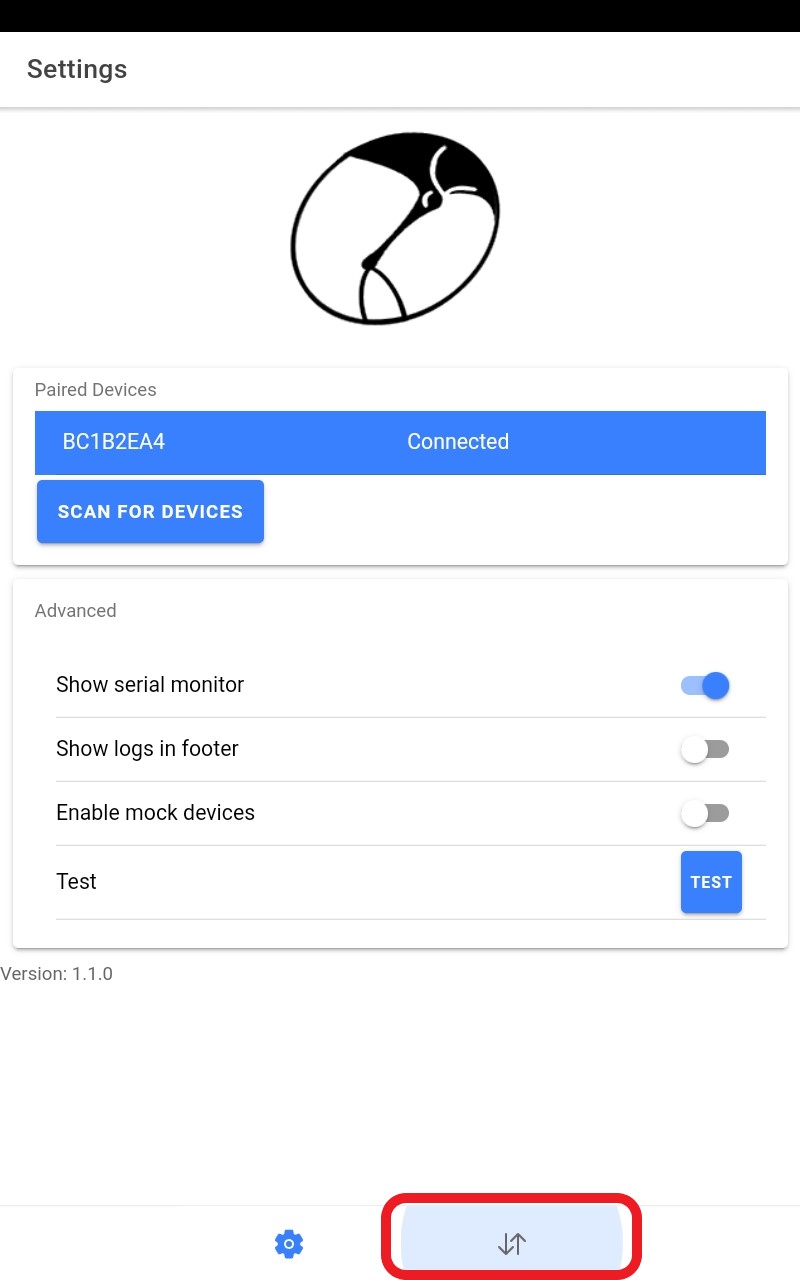 Settings
Paired Devices
BC1B2EA4 Connected
SCAN FOR DEVICES
Advanced
Show serial monitor
Show logs in footer
Enable mock devices
Test TEST
Version: 1.1.0